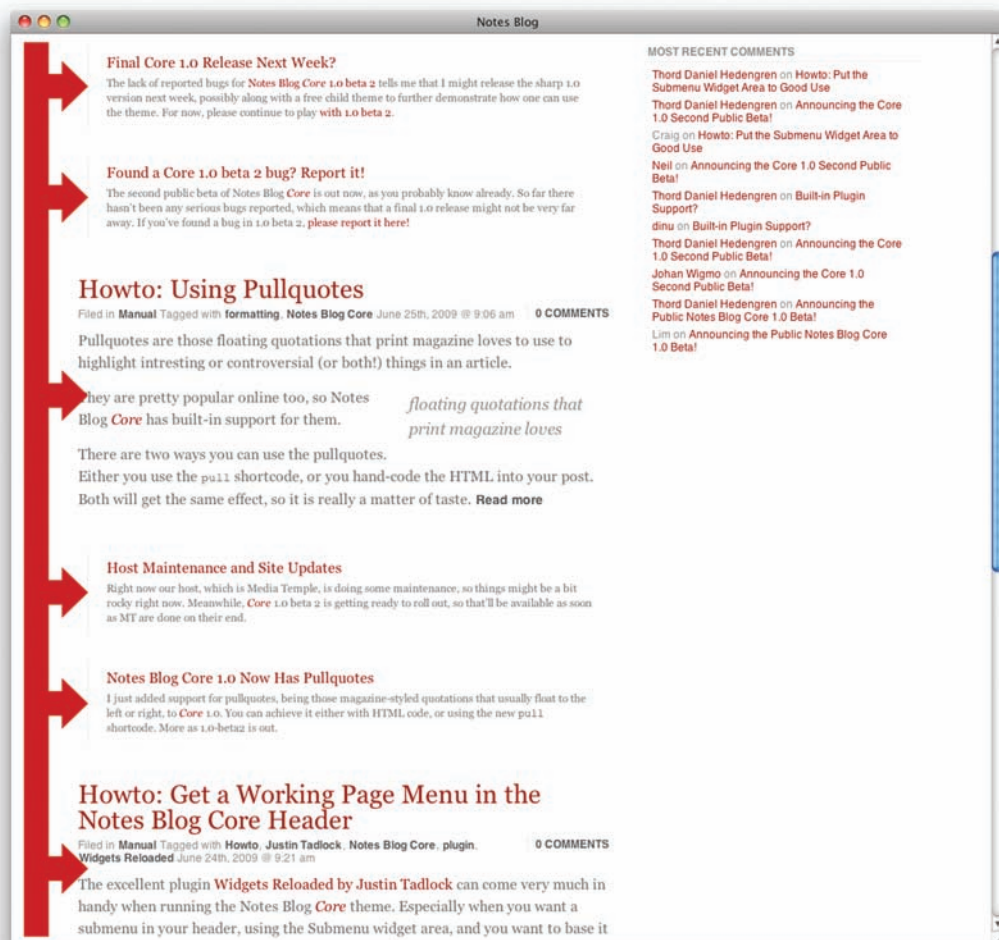 Notes Blog
Final Core 1.0 Release Next Week?
The lack of reported bugs for Notes Blog Core 1.0 beta 2 tells me that I might release the sharp 1.0
version next week, possibly along with a free child theme to further demonstrate how one can use
the theme. For now, please continue to play with 1.0 beta 2.
Found a Core 1.0 beta 2 bug? Report it!
The second public beta of Notes Blog Core is out now, as you probably know already. So far there
hasn't been any serious bugs reported, which means that a final 1.0 release might not be very far
away. If you've found a bug in 1.0 beta 2, please report it here!
Howto: Using Pullquotes
Filed in Manual Tagged with formatting, Notes Blog Core June 25th, 2009 @ 9:06 am 0 COMMENTS
Pullquotes are those floating quotations that print magazine loves to use to
highlight intresting or controversial (or both!) things in an article.
They are pretty popular online too, so Notes
Blog Core has built-in support for them.
floating quotations that
print magazine loves
There are two ways you can use the pullquotes.
Either you use the pull shortcode, or you hand-code the HTML into your post.
Both will get the same effect, so it is really a matter of taste. Read more
Host Maintenance and Site Updates
Right now our host, which is Media Temple, is doing some maintenance, so things might be a bit
rocky right now. Meanwhile, Core 1.0 beta 2 is getting ready to roll out, so that'll be available as soon
as MT are done on their end.
Notes Blog Core 1.0 Now Has Pullquotes
I just added support for pullquotes, being those magazine-styled quotations that usually float to the
left or right, to Core 1.0. You can achieve it either with HTML code, or using the new pull
shortcode. More as 1.0-beta2 is out.
Howto: Get a Working Page Menu in the
Notes Blog Core Header
Filed in Manual Tagged with Howto, Justin Tadlock, Notes Blog Core, plugin, 0 COMMENTS
Widgets Reloaded June 24th, 2009 @ 9:21 am
The excellent plugin Widgets Reloaded by Justin Tadlock can come very much in
handy when running the Notes Blog Core theme. Especially when you want a
submenu in your header, using the Submenu widget area, and you want to base it
MOST RECENT COMMENTS
Thord Daniel Hedengren on Howto: Put the
Submenu Widget Area to Good Use
Thord Daniel Hedengren on Announcing the Core
1.0 Second Public Beta!
Craig on Howto: Put the Submenu Widget Area to
Good Use
Neil on Announcing the Core 1.0 Second Public
Beta!
Thord Daniel Hedengren on Built-in Plugin
Support?
dinu on Built-in Plugin Support?
Thord Daniel Hedengren on Announcing the Core
1.0 Second Public Beta!
Johan Wigmo on Announcing the Core 1.0
Second Public Beta!
Thord Daniel Hedengren on Announcing the
Public Notes Blog Core 1.0 Beta!
Lim on Announcing the Public Notes Blog Core
1.0 Beta!